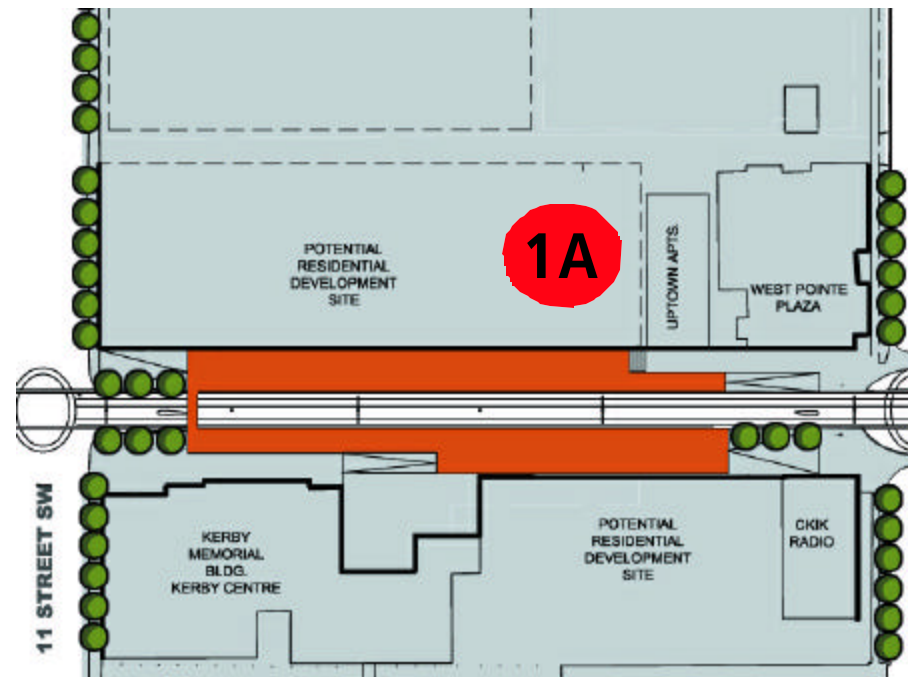 1A
POTENTIAL
RESIDENTIAL
DEVELOPMENT
SITE
UPTOWN APTS.
WEST POINTE
PLAZA
11 STREET SW
KERBY
MEMORIAL
BLDG.
KERBY CENTRE
POTENTIAL
RESIDENTIAL
DEVELOPMENT
SITE
CKIK
RADIO